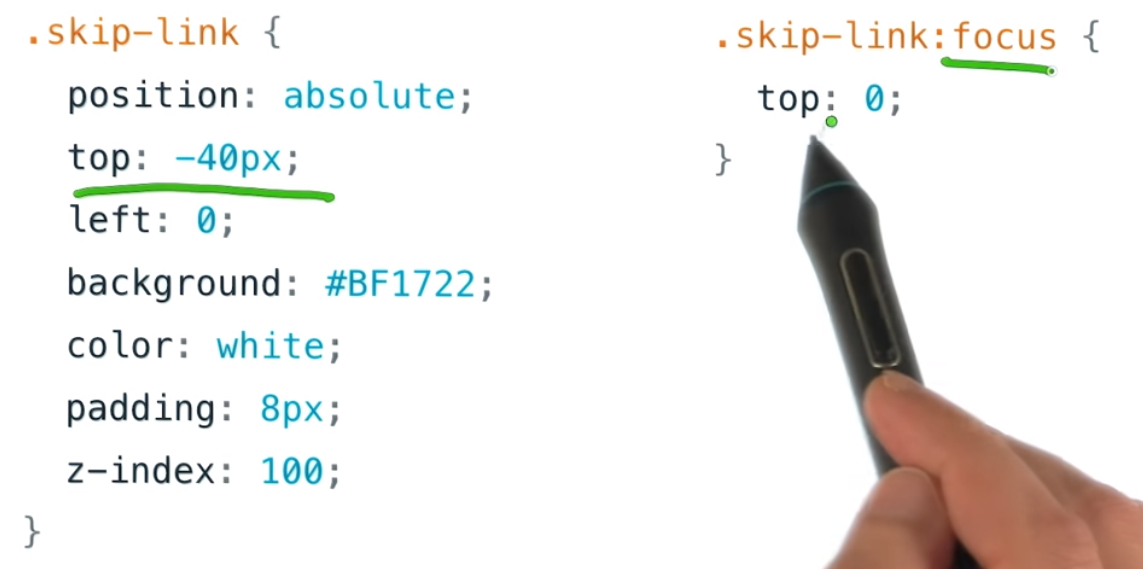 .skip-link {
position: absolute;
top: -40px;
left: 0;
background: #BF1722;
color: white;
padding: 8px;
z-index: 100;
}
.skip-link:focus {
top: 0;
}